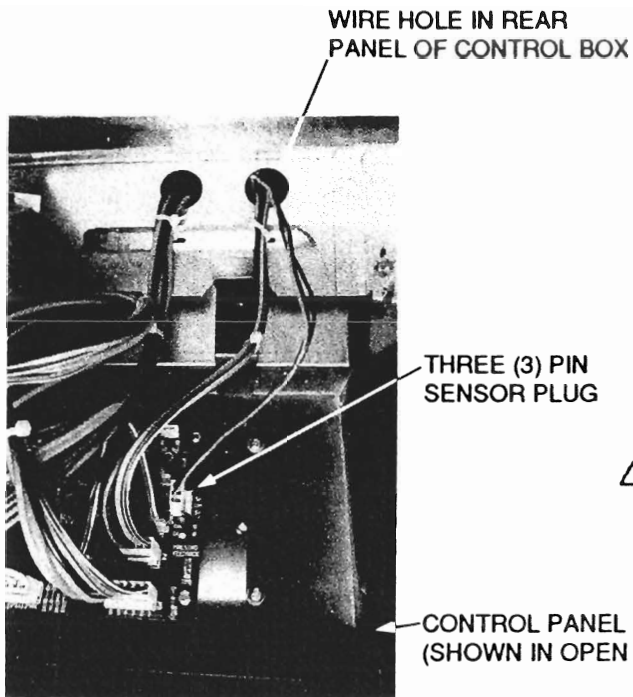 WIRE HOLE IN REAR
PANEL OF CONTROL BOX
THREE (3) PIN
SENSOR PLUG
CONTROL PANEL
(SHOWN IN OPEN